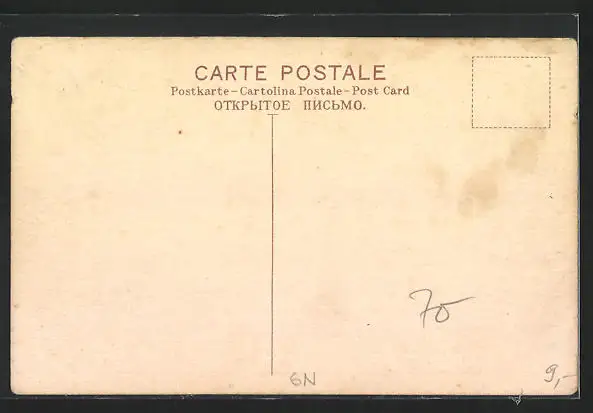 CARTE POSTALE
Postkarte – Cartolina Postale – Post Card
ОТКРЫТОЕ ПИСЬМО.
70
6N
9,-